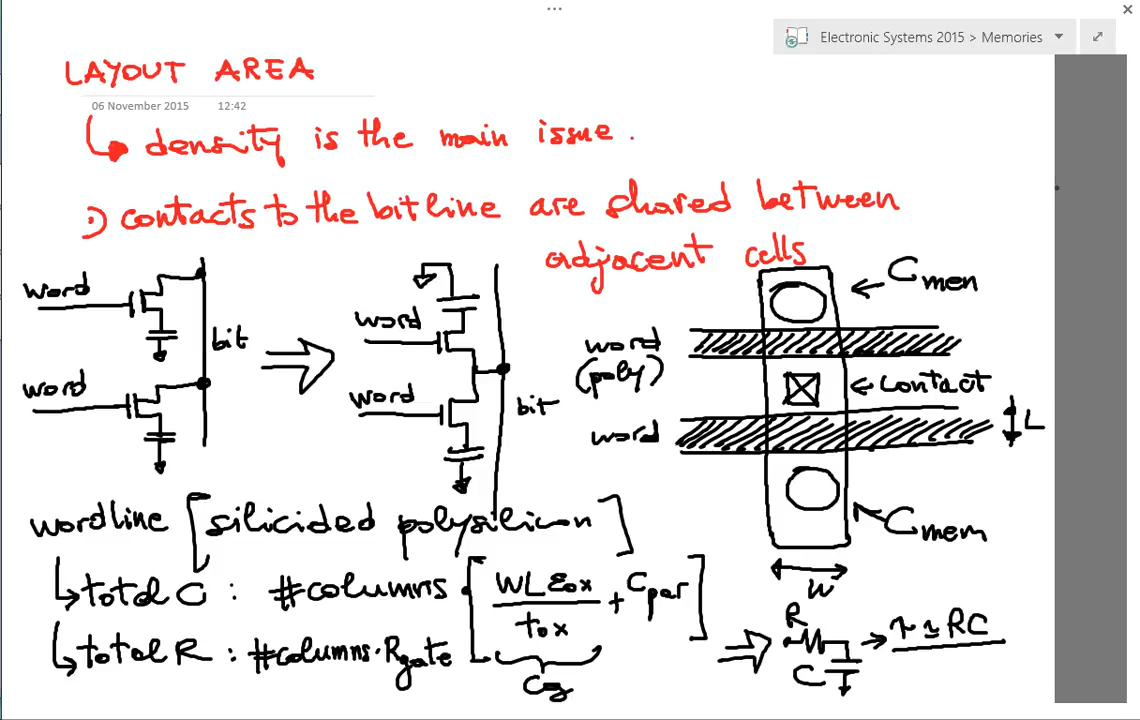 Electronic Systems 2015 > Memories
LAYOUT AREA
06 November 2015 12:42
density is the main issue.
contacts to the bitline are shared between
adjacent cells
word
word
bit
word
word
bit
Cmem
word
(poly)
contact
word
L
Cmem
W
wordline [silicided polysilicon]
total C : #columns [WLεox/tox + Cpar]
Cg
total R : #columns·Rgate
R
C
τ ≃ RC